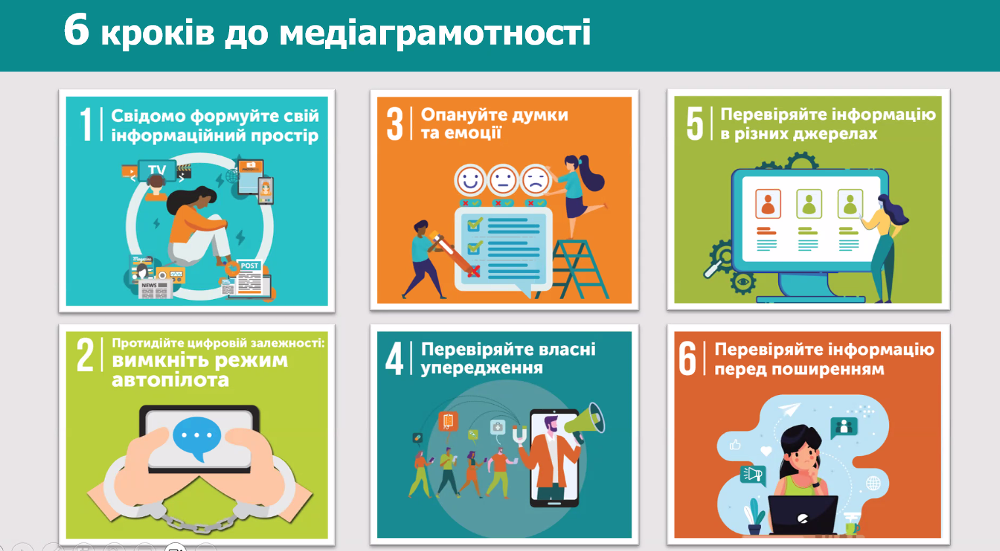 6 кроків до медіаграмотності
1 Свідомо формуйте свій
інформаційний простір
TV
Magazine
NEWS
POST
2 Протидійте цифровій залежності:
вимкніть режим
автопілота
3 Опануйте думки
та емоції
4 Перевіряйте власні
упередження
5 Перевіряйте інформацію
в різних джерелах
6 Перевіряйте інформацію
перед поширенням